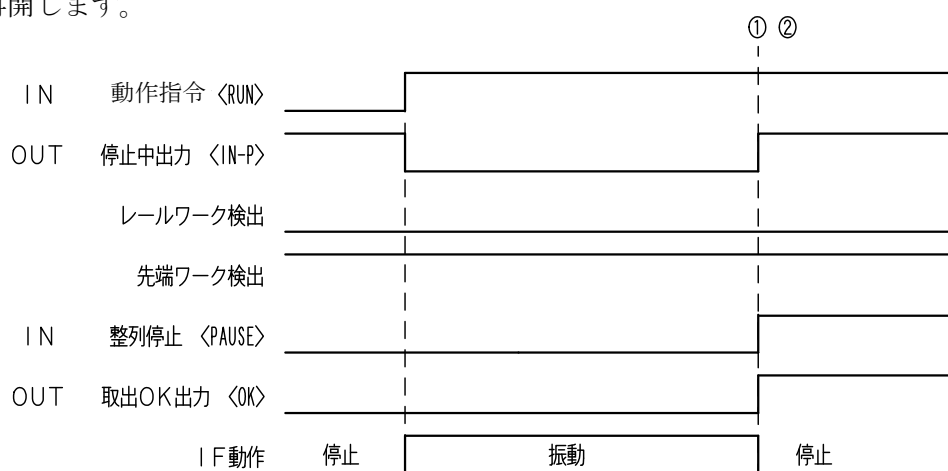 再開します。
① ②
IN 動作指令〈RUN〉
OUT 停止中出力〈IN-P〉
レールワーク検出
先端ワーク検出
IN 整列停止〈PAUSE〉
OUT 取出OK出力〈OK〉
IF動作 停止 振動 停止